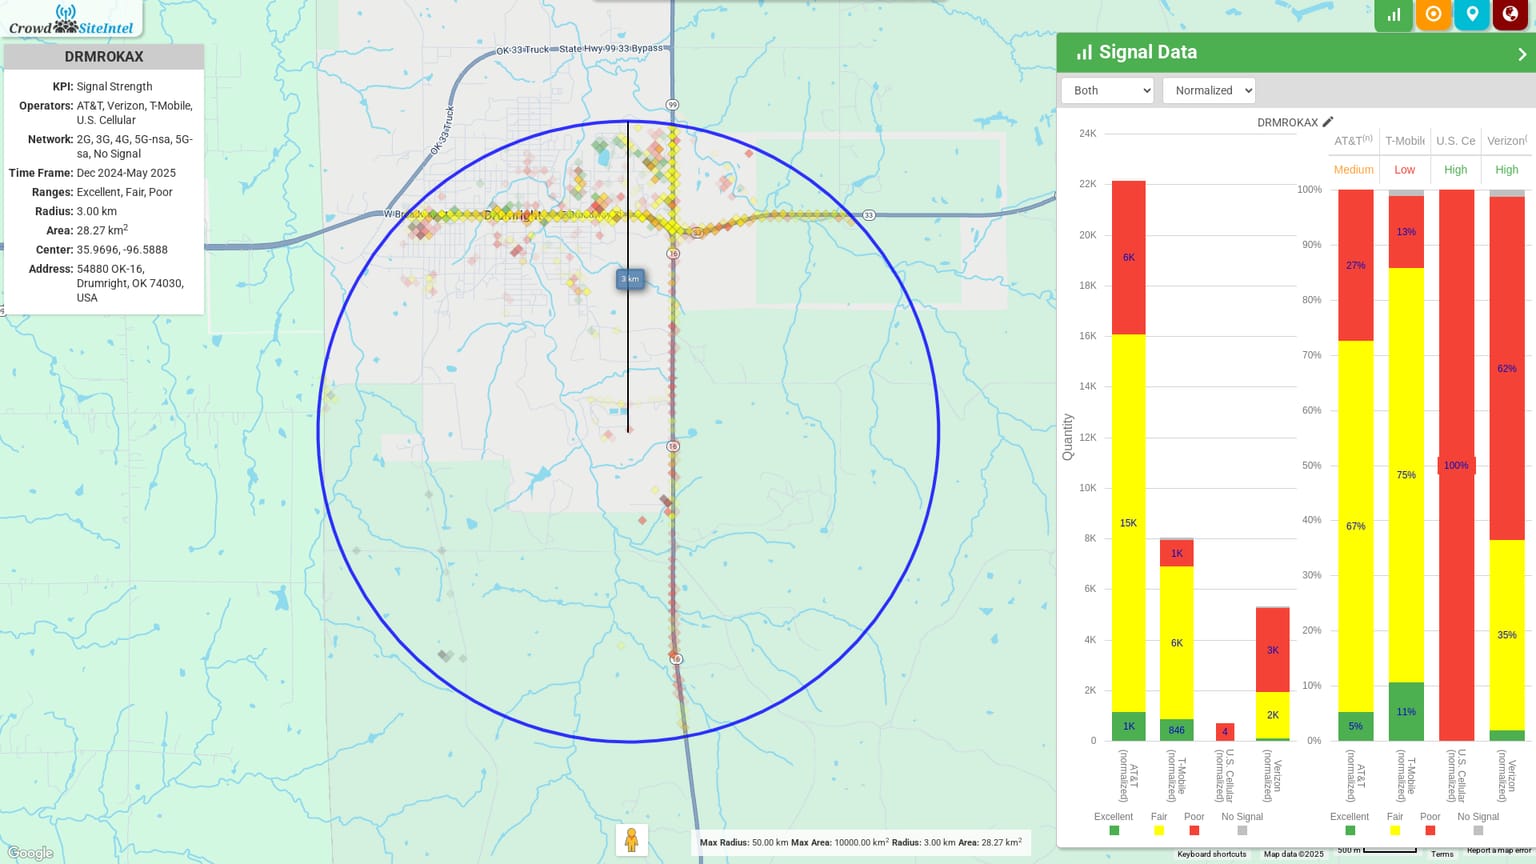 Crowd SiteIntel
DRMROKAX
KPI: Signal Strength
Operators: AT&T, Verizon, T-Mobile,
U.S. Cellular
Network: 2G, 3G, 4G, 5G-nsa, 5G-
sa, No Signal
Time Frame: Dec 2024-May 2025
Ranges: Excellent, Fair, Poor
Radius: 3.00 km
Area: 28.27 km²
Center: 35.9696, -96.5888
Address: 54880 OK-16,
Drumright, OK 74030,
USA
OK-33 Truck
State Hwy 99-33 Bypass
99
OK-33 Truck
W Broadway
Drumright
33
33
16
3 km
16
16
Google
Max Radius: 50.00 km Max Area: 10000.00 km² Radius: 3.00 km Area: 28.27 km²
Signal Data
Both
Normalized
DRMROKAX
24K
22K
20K
18K
16K
14K
12K
10K
8K
6K
4K
2K
0
Quantity
6K
15K
1K
1K
6K
846
4
3K
2K
AT&T
(normalized)
T-Mobile
(normalized)
U.S. Cellular
(normalized)
Verizon
(normalized)
Excellent
Fair
Poor
No Signal
AT&T(n)
T-Mobile
U.S. Ce
Verizon(
Medium
Low
High
High
100%
90%
80%
70%
60%
50%
40%
30%
20%
10%
0%
27%
67%
5%
13%
75%
11%
100%
62%
35%
AT&T
(normalized)
T-Mobile
(normalized)
U.S. Cellular
(normalized)
Verizon
(normalized)
Excellent
Fair
Poor
No Signal
Keyboard shortcuts
Map data ©2025
500 m
Terms
Report a map error